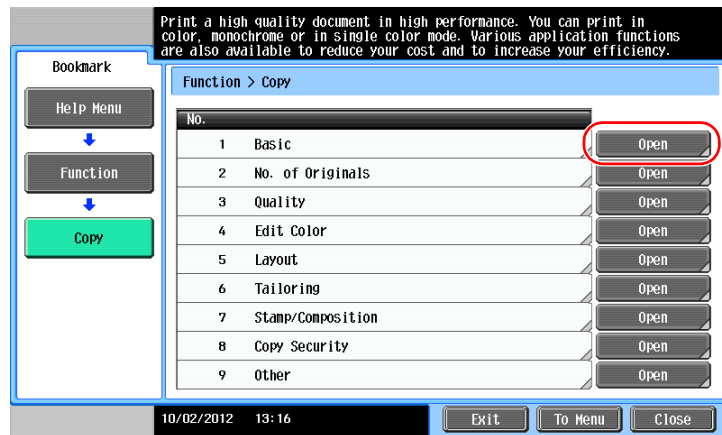 Print a high quality document in high performance. You can print in
color, monochrome or in single color mode. Various application functions
are also available to reduce your cost and to increase your efficiency.
Bookmark
Help Menu
Function
Copy
Function > Copy
No.
1 Basic Open
2 No. of Originals Open
3 Quality Open
4 Edit Color Open
5 Layout Open
6 Tailoring Open
7 Stamp/Composition Open
8 Copy Security Open
9 Other Open
10/02/2012 13:16 Exit To Menu Close